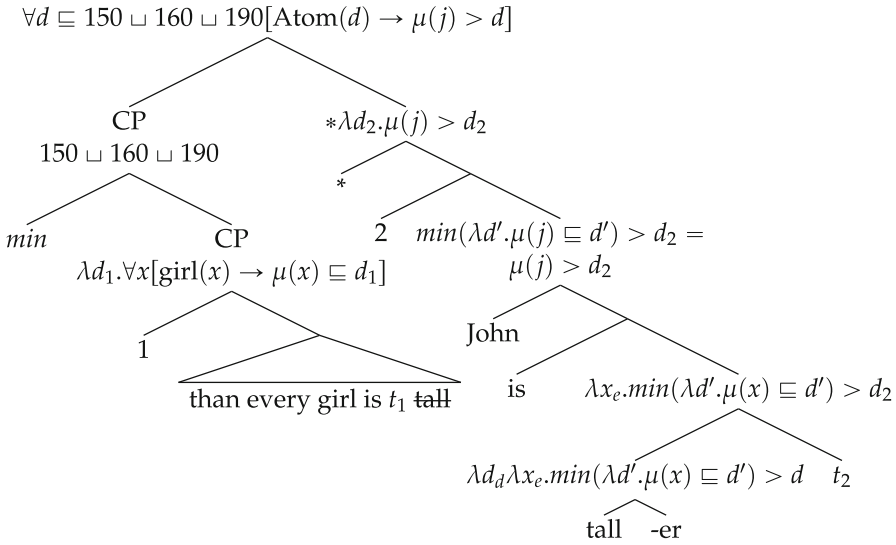 ∀d ⊑ 150 ⊔ 160 ⊔ 190[Atom(d) → μ(j) > d]
CP
150 ⊔ 160 ⊔ 190
∗λd₂.μ(j) > d₂
∗
min
CP
λd₁.∀x[girl(x) → μ(x) ⊑ d₁]
2
min(λd′.μ(j) ⊑ d′) > d₂ =
μ(j) > d₂
1
John
than every girl is t₁ tall
is
λxₑ.min(λd′.μ(x) ⊑ d′) > d₂
λd_dλxₑ.min(λd′.μ(x) ⊑ d′) > d
t₂
tall
-er